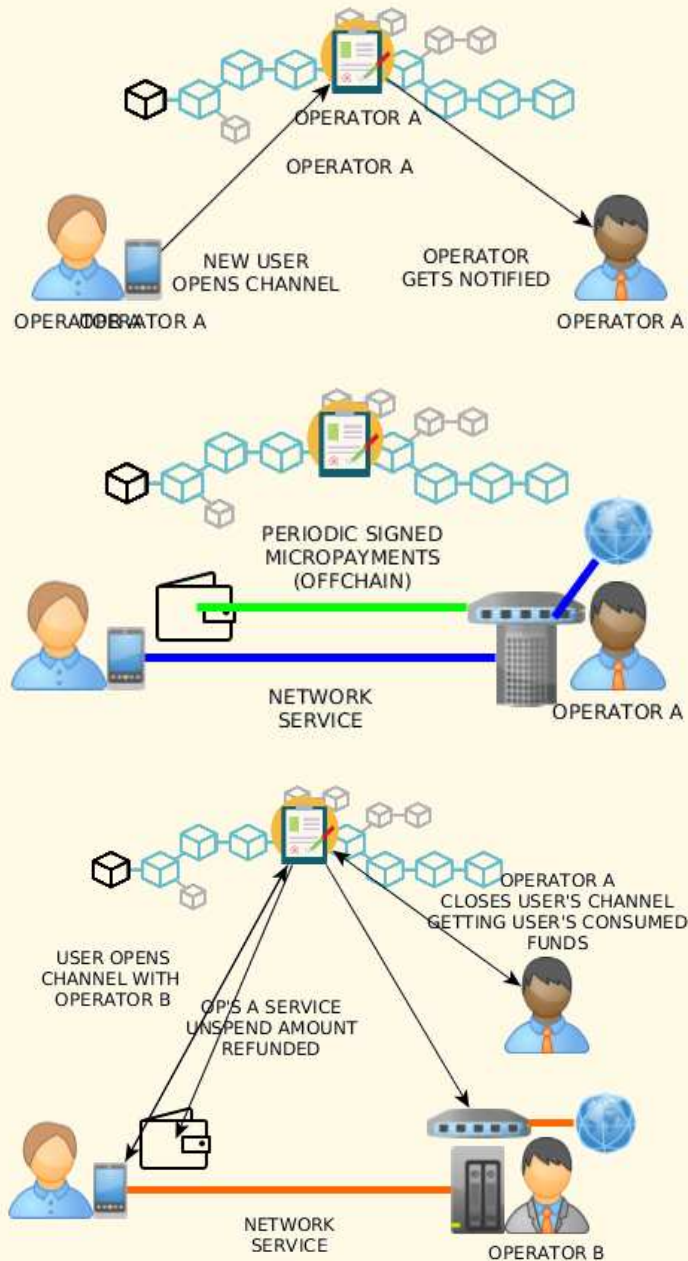 OPERATOR A
OPERATOR A
NEW USER
OPENS CHANNEL
OPERATOR
GETS NOTIFIED
OPERATOR A
OPERATOR A
OPERATOR A
PERIODIC SIGNED
MICROPAYMENTS
(OFFCHAIN)
NETWORK
SERVICE
OPERATOR A
OPERATOR A
CLOSES USER'S CHANNEL
GETTING USER'S CONSUMED
FUNDS
USER OPENS
CHANNEL WITH
OPERATOR B
OP'S A SERVICE
UNSPEND AMOUNT
REFUNDED
NETWORK
SERVICE
OPERATOR B